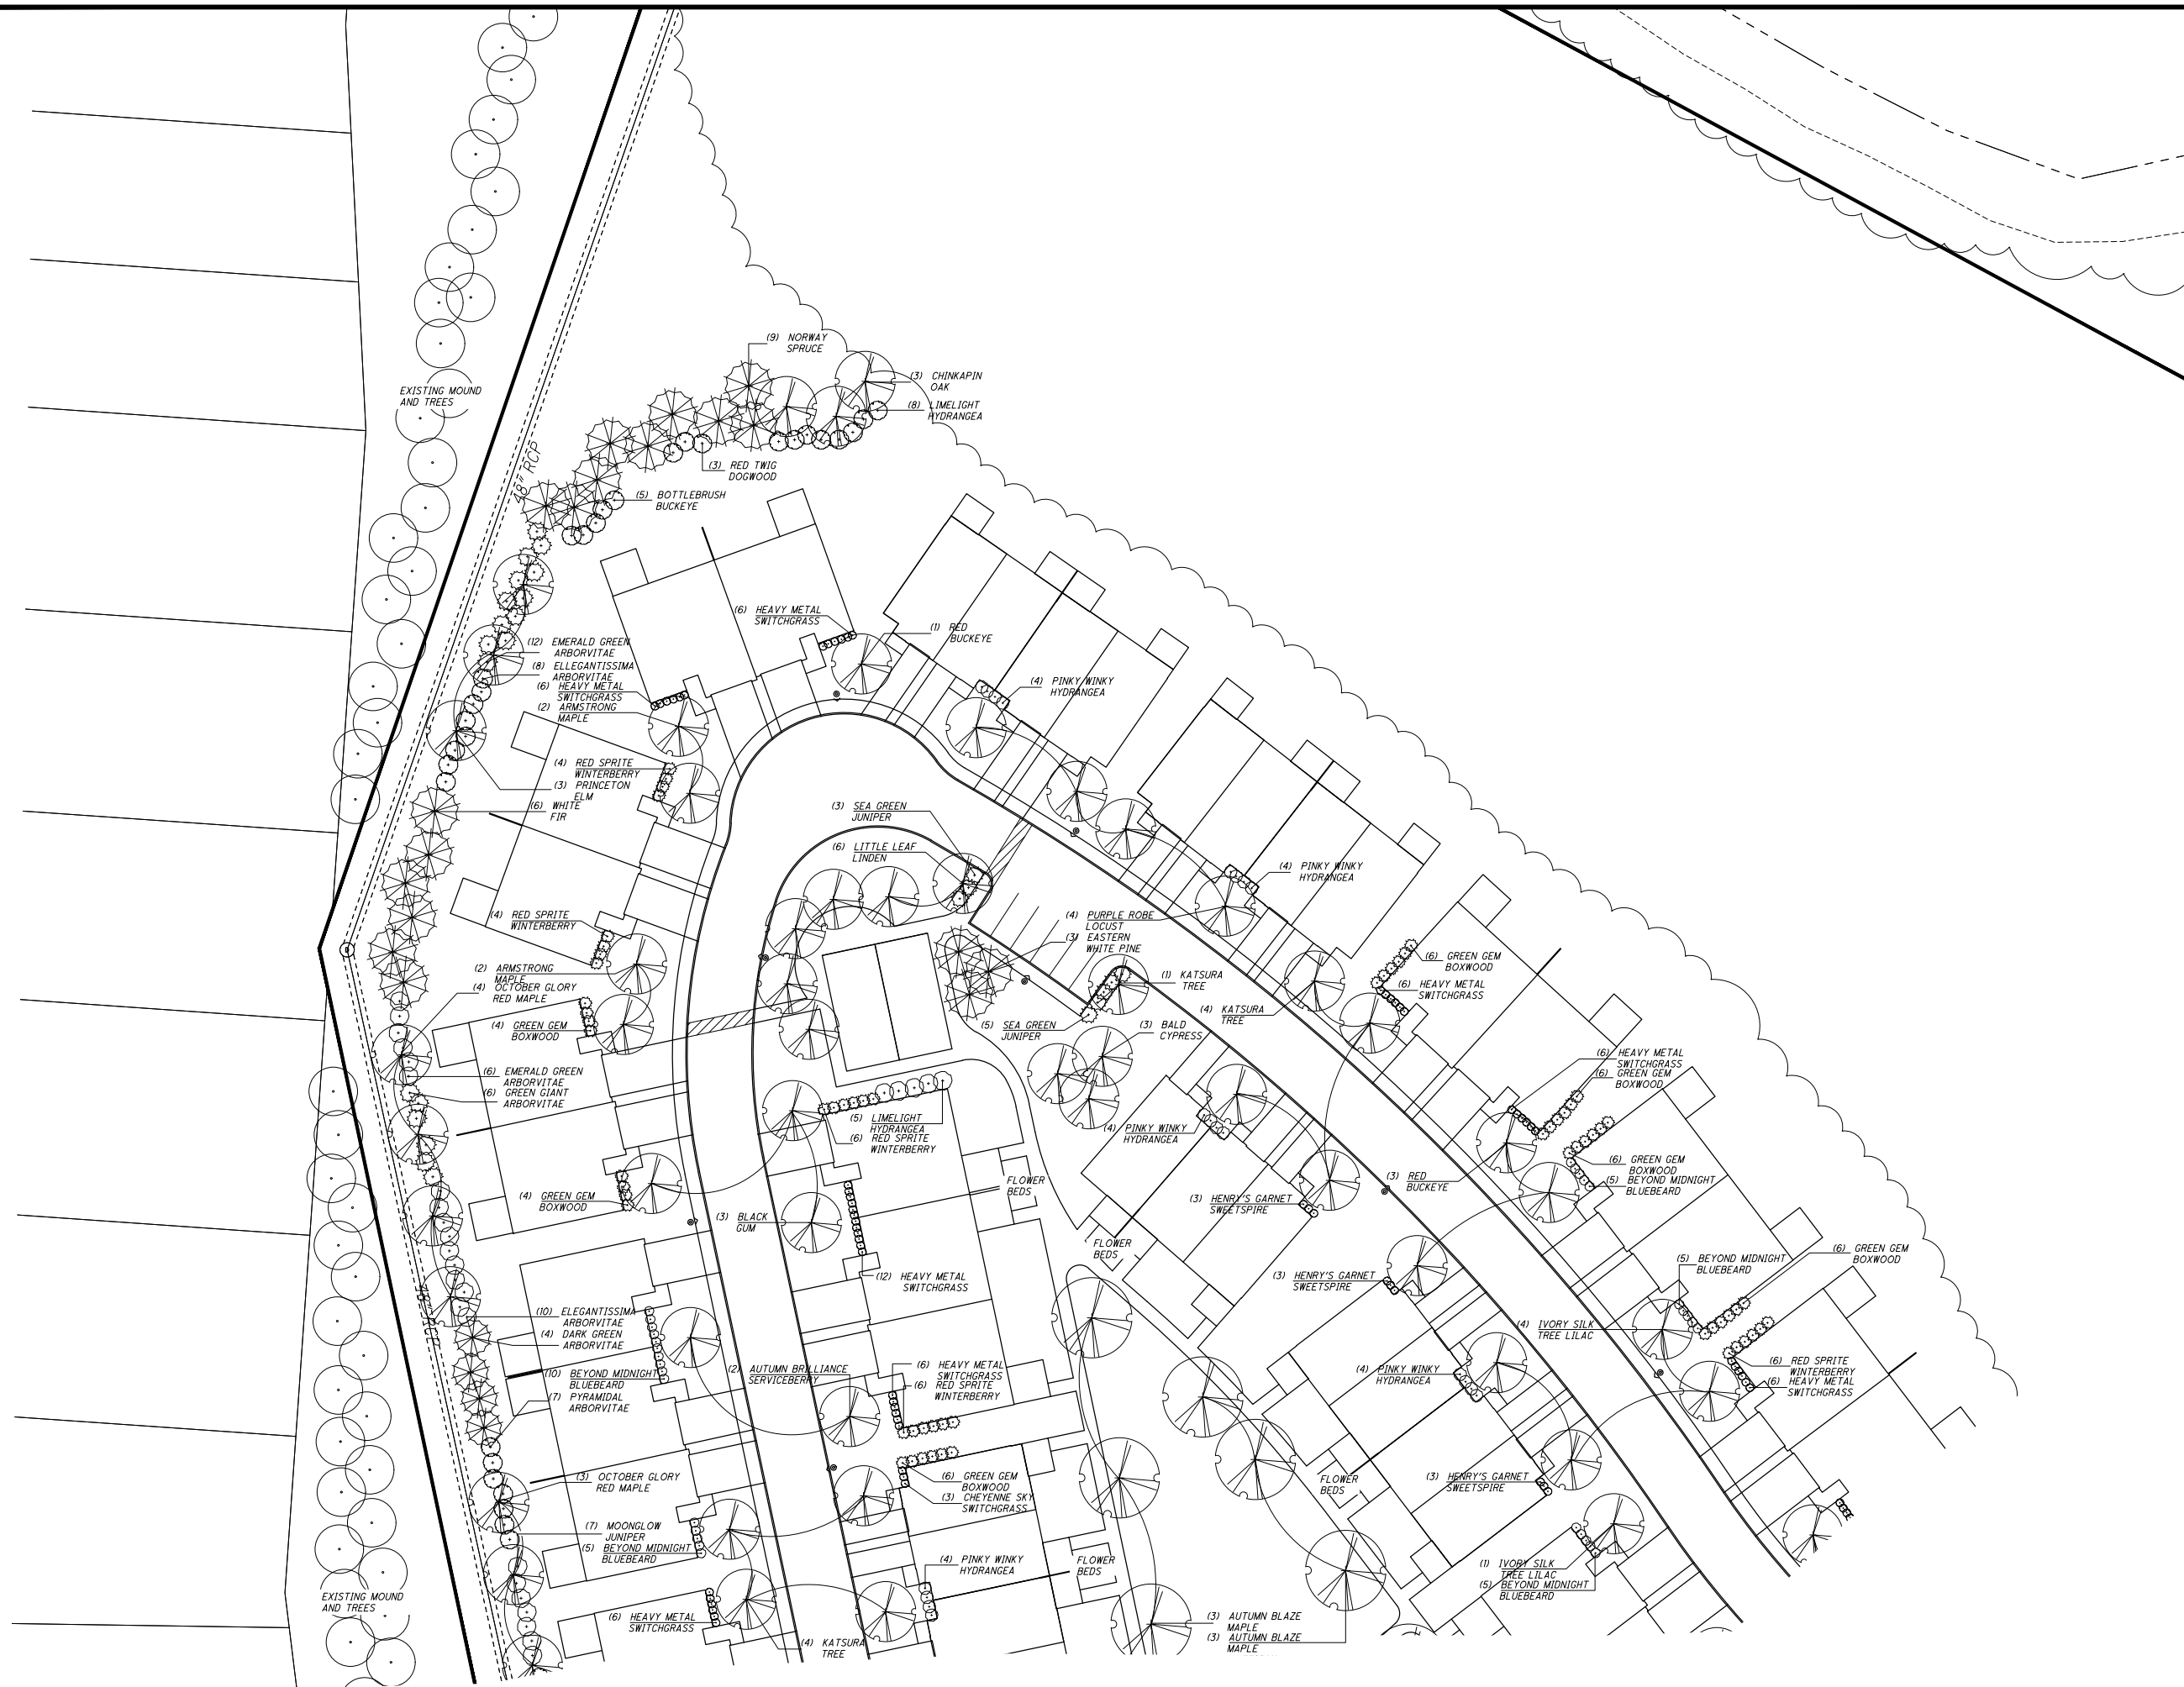 (9) NORWAY
SPRUCE
(3) CHINKAPIN
OAK
EXISTING MOUND
AND TREES
(8) LIMELIGHT
HYDRANGEA
48" RCP
(3) RED TWIG
DOGWOOD
(5) BOTTLEBRUSH
BUCKEYE
(6) HEAVY METAL
SWITCHGRASS
(1) RED
BUCKEYE
(12) EMERALD GREEN
ARBORVITAE
(8) ELLEGANTISSIMA
ARBORVITAE
(6) HEAVY METAL
SWITCHGRASS
(2) ARMSTRONG
MAPLE
(4) PINKY WINKY
HYDRANGEA
(4) RED SPRITE
WINTERBERRY
(3) PRINCETON
ELM
(6) WHITE
FIR
(3) SEA GREEN
JUNIPER
(6) LITTLE LEAF
LINDEN
(4) PINKY WINKY
HYDRANGEA
(4) RED SPRITE
WINTERBERRY
(4) PURPLE ROBE
LOCUST
(3) EASTERN
WHITE PINE
(6) GREEN GEM
BOXWOOD
(2) ARMSTRONG
MAPLE
(4) OCTOBER GLORY
RED MAPLE
(1) KATSURA
TREE
(6) HEAVY METAL
SWITCHGRASS
(4) KATSURA
TREE
(4) GREEN GEM
BOXWOOD
(5) SEA GREEN
JUNIPER
(3) BALD
CYPRESS
(6) HEAVY METAL
SWITCHGRASS
(6) GREEN GEM
BOXWOOD
(6) EMERALD GREEN
ARBORVITAE
(6) GREEN GIANT
ARBORVITAE
(5) LIMELIGHT
HYDRANGEA
(6) RED SPRITE
WINTERBERRY
(4) PINKY WINKY
HYDRANGEA
(6) GREEN GEM
BOXWOOD
(5) BEYOND MIDNIGHT
BLUEBEARD
(3) RED
BUCKEYE
FLOWER
BEDS
(4) GREEN GEM
BOXWOOD
(3) HENRY'S GARNET
SWEETSPIRE
(3) BLACK
GUM
FLOWER
BEDS
(6) GREEN GEM
BOXWOOD
(5) BEYOND MIDNIGHT
BLUEBEARD
(12) HEAVY METAL
SWITCHGRASS
(3) HENRY'S GARNET
SWEETSPIRE
(10) ELEGANTISSIMA
ARBORVITAE
(4) DARK GREEN
ARBORVITAE
(4) IVORY SILK
TREE LILAC
(10) BEYOND MIDNIGHT
BLUEBEARD
(7) PYRAMIDAL
ARBORVITAE
(2) AUTUMN BRILLIANCE
SERVICEBERRY
(6) HEAVY METAL
SWITCHGRASS
(6) RED SPRITE
WINTERBERRY
(4) PINKY WINKY
HYDRANGEA
(6) RED SPRITE
WINTERBERRY
(6) HEAVY METAL
SWITCHGRASS
(3) OCTOBER GLORY
RED MAPLE
(6) GREEN GEM
BOXWOOD
(3) CHEYENNE SKY
SWITCHGRASS
FLOWER
BEDS
(3) HENRY'S GARNET
SWEETSPIRE
(7) MOONGLOW
JUNIPER
(5) BEYOND MIDNIGHT
BLUEBEARD
(4) PINKY WINKY
HYDRANGEA
FLOWER
BEDS
(1) IVORY SILK
TREE LILAC
(5) BEYOND MIDNIGHT
BLUEBEARD
EXISTING MOUND
AND TREES
(6) HEAVY METAL
SWITCHGRASS
(4) KATSURA
TREE
(3) AUTUMN BLAZE
MAPLE
(3) AUTUMN BLAZE
MAPLE